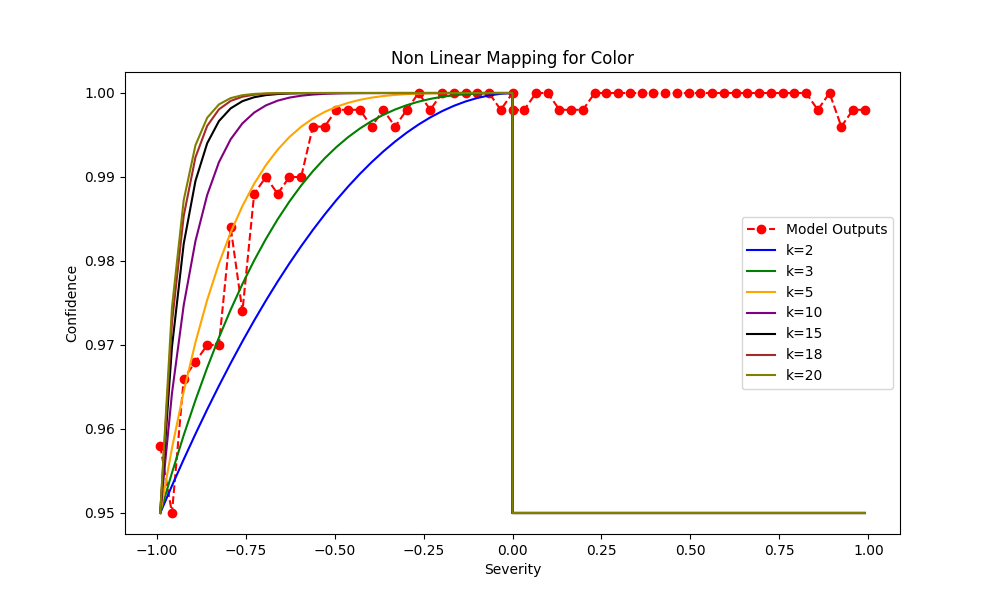 Non Linear Mapping for Color
1.00
0.99
0.98
0.97
0.96
0.95
Confidence
Model Outputs
k=2
k=3
k=5
k=10
k=15
k=18
k=20
−1.00 −0.75 −0.50 −0.25 0.00 0.25 0.50 0.75 1.00
Severity